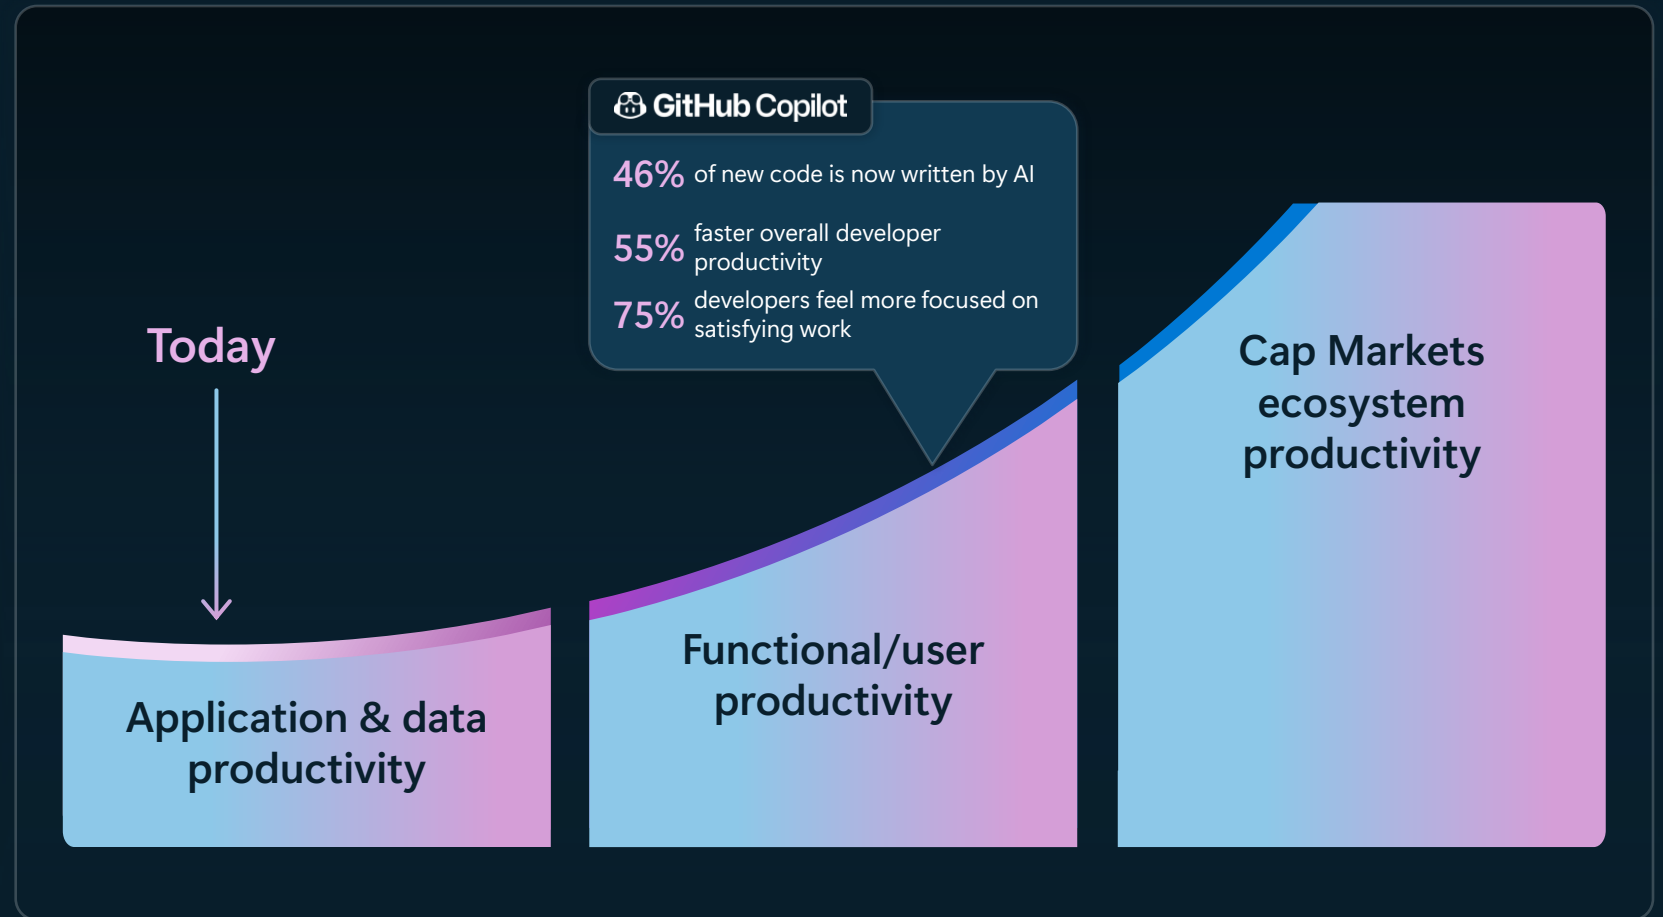 GitHub Copilot
46% of new code is now written by AI
55% faster overall developer
productivity
75% developers feel more focused on
satisfying work
Today
Application & data
productivity
Functional/user
productivity
Cap Markets
ecosystem
productivity